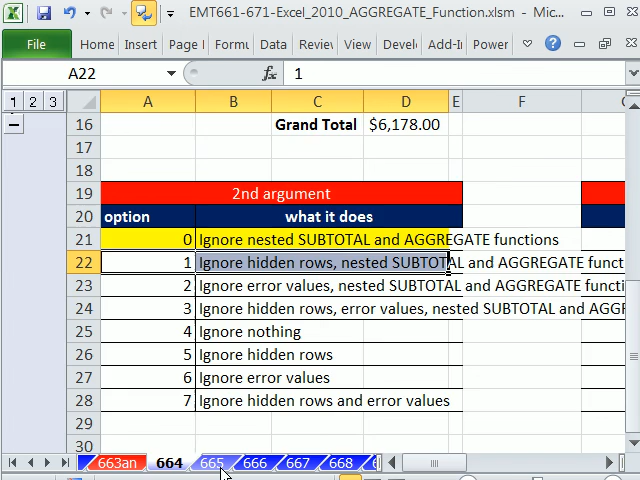 EMT661-671-Excel_2010_AGGREGATE_Function.xlsm - Mic...
File Home Insert Page Formu Data Reviev Develo Add-I Power
A22 fx 1
1 2 3 A B C D E F
16 Grand Total $6,178.00
17
18
19 2nd argument
20 option what it does
21 0 Ignore nested SUBTOTAL and AGGREGATE functions
22 1 Ignore hidden rows, nested SUBTOTAL and AGGREGATE funct
23 2 Ignore error values, nested SUBTOTAL and AGGREGATE functi
24 3 Ignore hidden rows, error values, nested SUBTOTAL and AGGR
25 4 Ignore nothing
26 5 Ignore hidden rows
27 6 Ignore error values
28 7 Ignore hidden rows and error values
29
30
663an 664 665 666 667 668